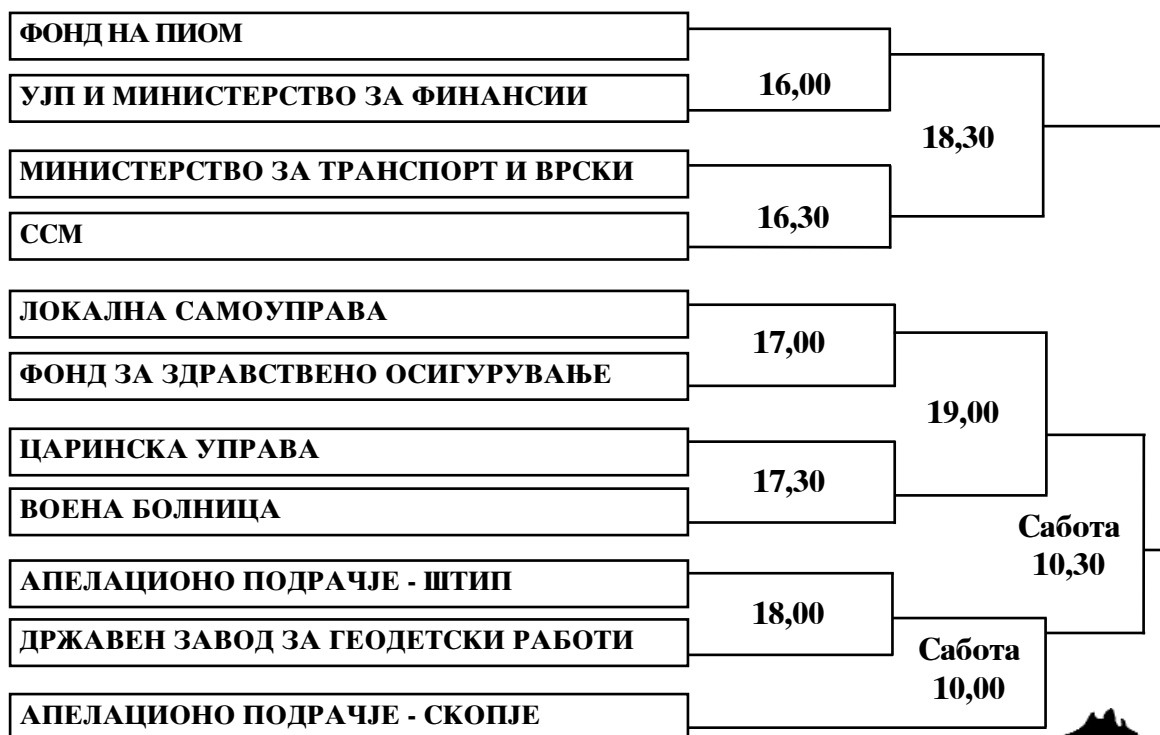 ФОНД НА ПИОМ
16,00
УЈП И МИНИСТЕРСТВО ЗА ФИНАНСИИ
18,30
МИНИСТЕРСТВО ЗА ТРАНСПОРТ И ВРСКИ
16,30
ССМ
ЛОКАЛНА САМОУПРАВА
17,00
ФОНД ЗА ЗДРАВСТВЕНО ОСИГУРУВАЊЕ
19,00
ЦАРИНСКА УПРАВА
17,30
ВОЕНА БОЛНИЦА
Сабота
10,30
АПЕЛАЦИОНО ПОДРАЧЈЕ - ШТИП
18,00
ДРЖАВЕН ЗАВОД ЗА ГЕОДЕТСКИ РАБОТИ
Сабота
10,00
АПЕЛАЦИОНО ПОДРАЧЈЕ - СКОПЈЕ